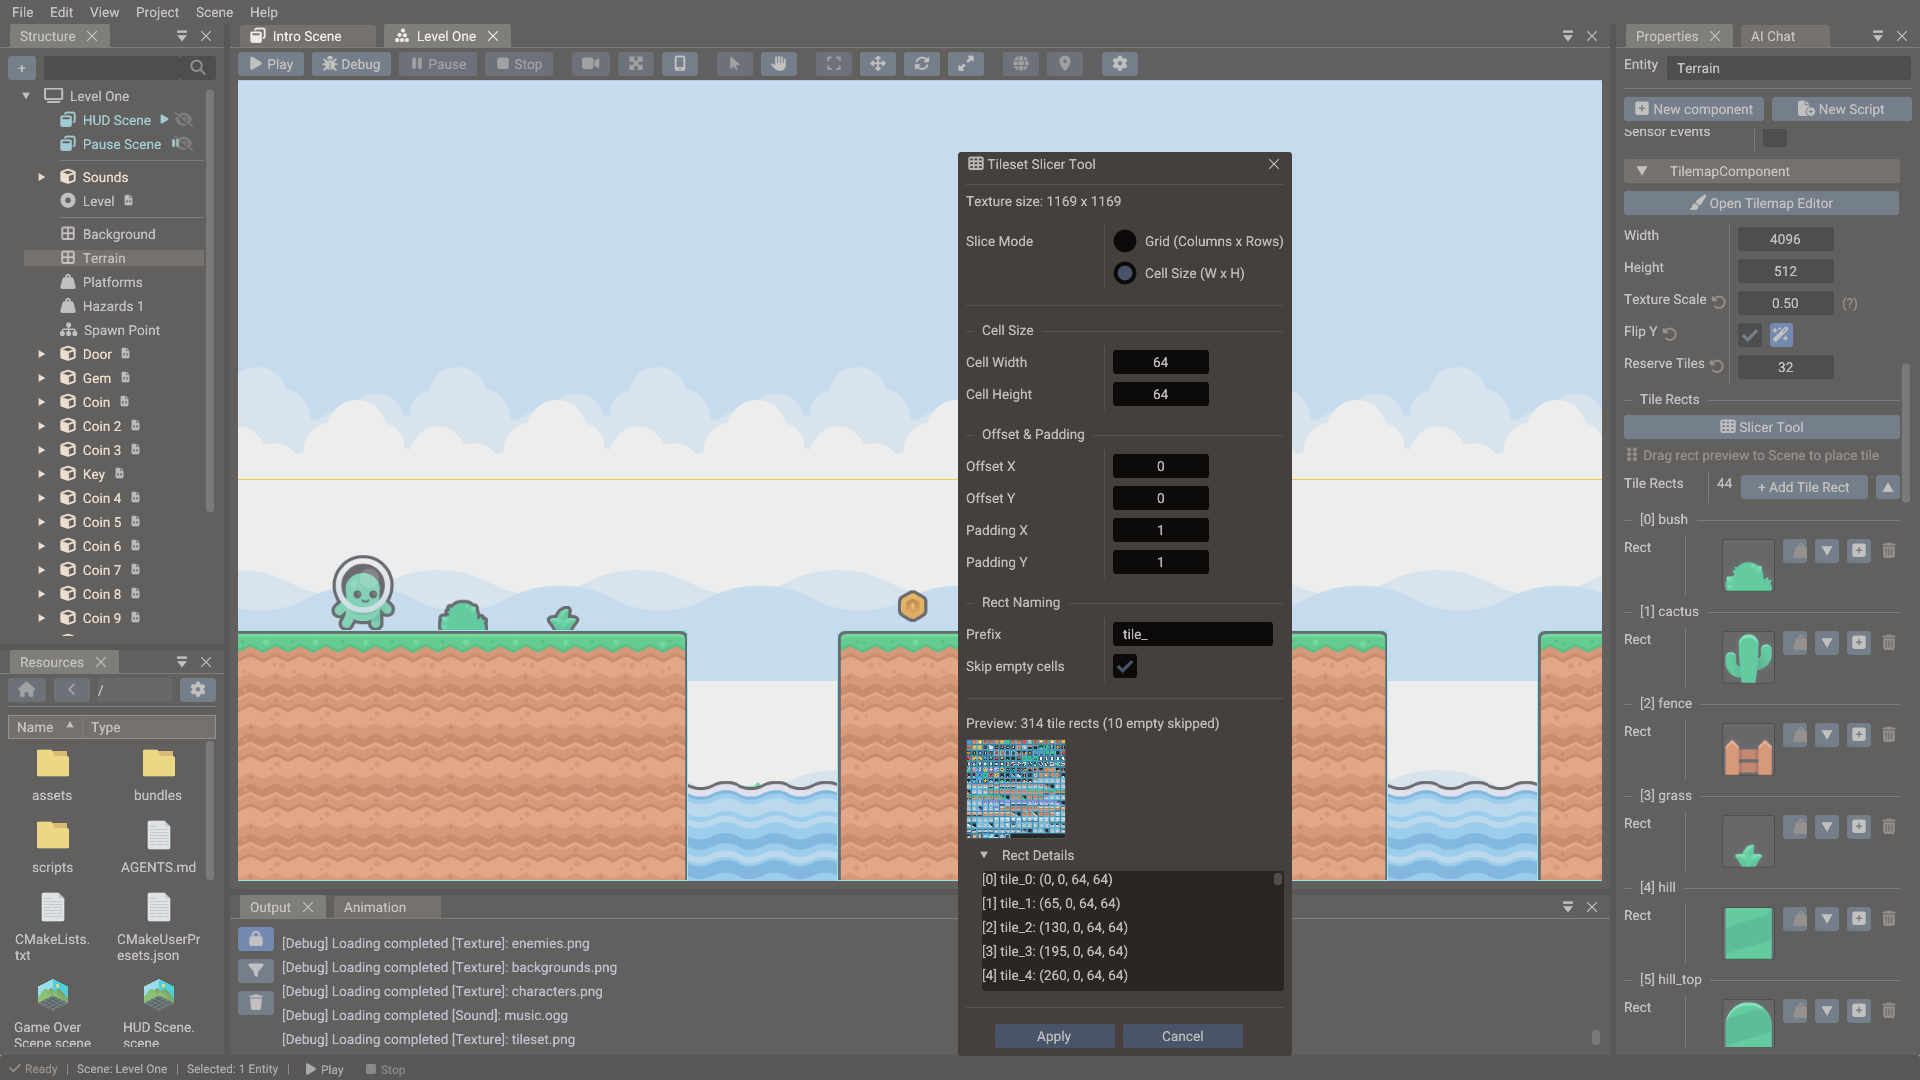 File Edit View Project Scene Help
Structure
Intro Scene
Level One
Properties
AI Chat
Play Debug Pause Stop
Entity Terrain
New component New Script
Sensor Events
Level One
HUD Scene
Pause Scene
Sounds
Level
Background
Terrain
Platforms
Hazards 1
Spawn Point
Door
Gem
Coin
Coin 2
Coin 3
Key
Coin 4
Coin 5
Coin 6
Coin 7
Coin 8
Coin 9
Resources
/
Name Type
assets bundles
scripts AGENTS.md
CMakeLists.
txt
CMakeUserPr
esets.json
Game Over
Scene.scene
HUD Scene.
scene
Tileset Slicer Tool
Texture size: 1169 x 1169
Slice Mode Grid (Columns x Rows)
Cell Size (W x H)
Cell Size
Cell Width 64
Cell Height 64
Offset & Padding
Offset X 0
Offset Y 0
Padding X 1
Padding Y 1
Rect Naming
Prefix tile_
Skip empty cells
Preview: 314 tile rects (10 empty skipped)
Rect Details
[0] tile_0: (0, 0, 64, 64)
[1] tile_1: (65, 0, 64, 64)
[2] tile_2: (130, 0, 64, 64)
[3] tile_3: (195, 0, 64, 64)
[4] tile_4: (260, 0, 64, 64)
Apply Cancel
Output
Animation
[Debug] Loading completed [Texture]: enemies.png
[Debug] Loading completed [Texture]: backgrounds.png
[Debug] Loading completed [Texture]: characters.png
[Debug] Loading completed [Sound]: music.ogg
[Debug] Loading completed [Texture]: tileset.png
TilemapComponent
Open Tilemap Editor
Width 4096
Height 512
Texture Scale 0.50 (?)
Flip Y
Reserve Tiles 32
Tile Rects
Slicer Tool
Drag rect preview to Scene to place tile
Tile Rects 44 + Add Tile Rect
[0] bush
Rect
[1] cactus
Rect
[2] fence
Rect
[3] grass
Rect
[4] hill
Rect
[5] hill_top
Rect
Ready | Scene: Level One | Selected: 1 Entity | Play Stop